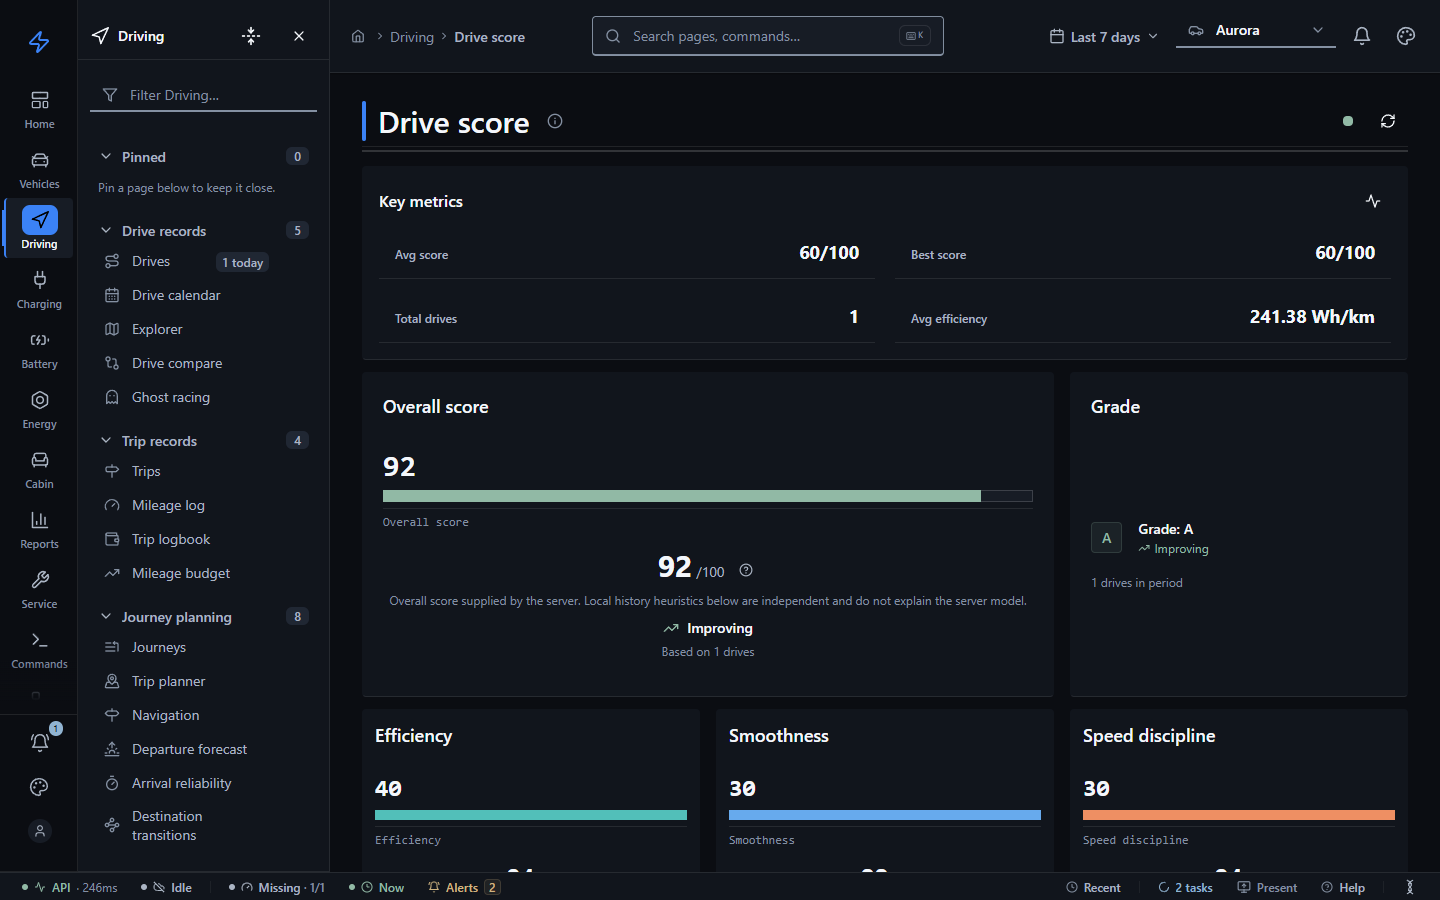 Home
Vehicles
Driving
Charging
Battery
Energy
Cabin
Reports
Service
Commands
1
Driving
Filter Driving...
Pinned 0
Pin a page below to keep it close.
Drive records 5
Drives 1 today
Drive calendar
Explorer
Drive compare
Ghost racing
Trip records 4
Trips
Mileage log
Trip logbook
Mileage budget
Journey planning 8
Journeys
Trip planner
Navigation
Departure forecast
Arrival reliability
Destination
transitions
Driving Drive score
Search pages, commands... K
Last 7 days
Aurora
Drive score
Key metrics
Avg score 60/100
Best score 60/100
Total drives 1
Avg efficiency 241.38 Wh/km
Overall score
92
Overall score
92 /100
Overall score supplied by the server. Local history heuristics below are independent and do not explain the server model.
Improving
Based on 1 drives
Grade
A
Grade: A
Improving
1 drives in period
Efficiency
40
Efficiency
Smoothness
30
Smoothness
Speed discipline
30
Speed discipline
API · 246ms
Idle
Missing · 1/1
Now
Alerts 2
Recent
2 tasks
Present
Help